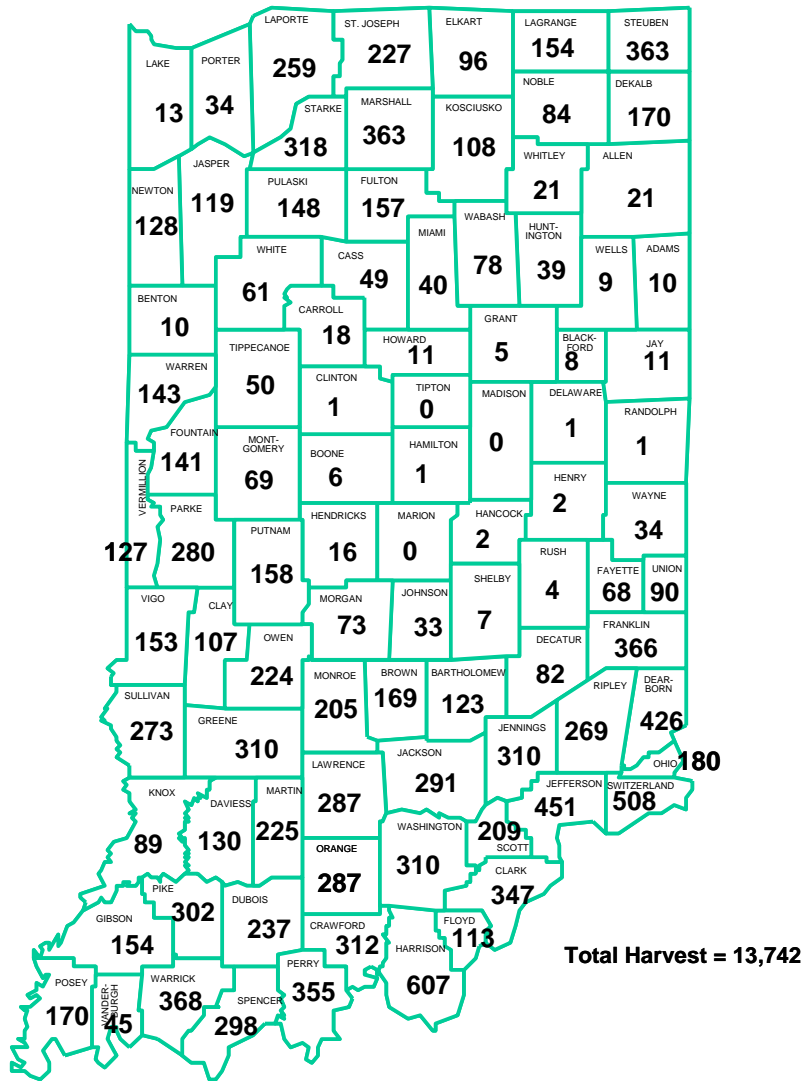 LAPORTE
259
ST. JOSEPH
227
ELKART
96
LAGRANGE
154
STEUBEN
363
LAKE
13
PORTER
34
STARKE
318
MARSHALL
363
KOSCIUSKO
108
NOBLE
84
DEKALB
170
JASPER
119
NEWTON
128
PULASKI
148
FULTON
157
WHITLEY
21
ALLEN
21
WHITE
61
CASS
49
MIAMI
40
WABASH
78
HUNT-
INGTON
39
WELLS
9
ADAMS
10
BENTON
10
CARROLL
18
TIPPECANOE
50
HOWARD
11
GRANT
5
BLACK-
FORD
8
JAY
11
WARREN
143
CLINTON
1
TIPTON
0
MADISON
0
DELAWARE
1
RANDOLPH
1
FOUNTAIN
141
MONT-
GOMERY
69
BOONE
6
HAMILTON
1
HENRY
2
WAYNE
34
VERMILLION
127
PARKE
280
PUTNAM
158
HENDRICKS
16
MARION
0
HANCOCK
2
RUSH
4
FAYETTE
68
UNION
90
VIGO
153
CLAY
107
OWEN
224
MORGAN
73
JOHNSON
33
SHELBY
7
DECATUR
82
FRANKLIN
366
SULLIVAN
273
GREENE
310
MONROE
205
BROWN
169
BARTHOLOMEW
123
JENNINGS
310
RIPLEY
269
DEAR-
BORN
426
OHIO
180
KNOX
89
DAVIESS
130
MARTIN
225
LAWRENCE
287
JACKSON
291
JEFFERSON
451
SWITZERLAND
508
ORANGE
287
WASHINGTON
310
209
SCOTT
CLARK
347
GIBSON
154
PIKE
302
DUBOIS
237
CRAWFORD
312
HARRISON
607
FLOYD
113
Total Harvest = 13,742
POSEY
170
VANDER-
BURGH
45
WARRICK
368
SPENCER
298
PERRY
355